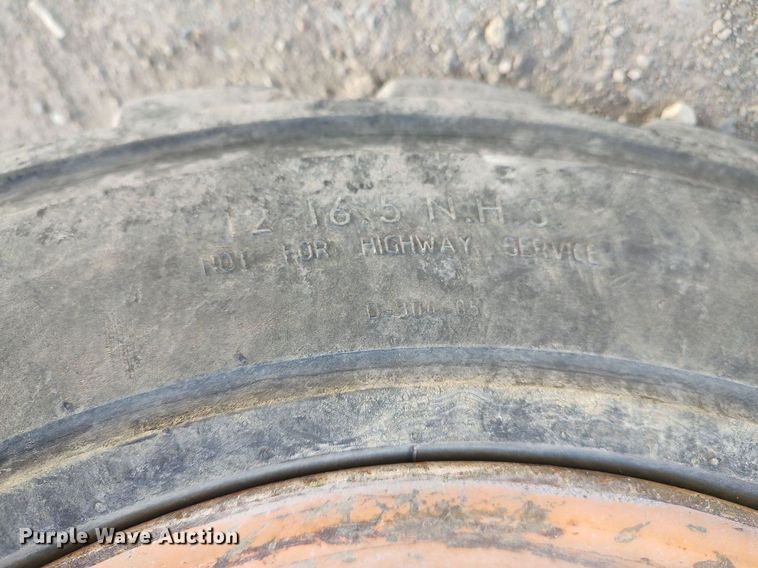 12-16.5 N.H.S.
NOT FOR HIGHWAY SERVICE
Purple Wave Auction